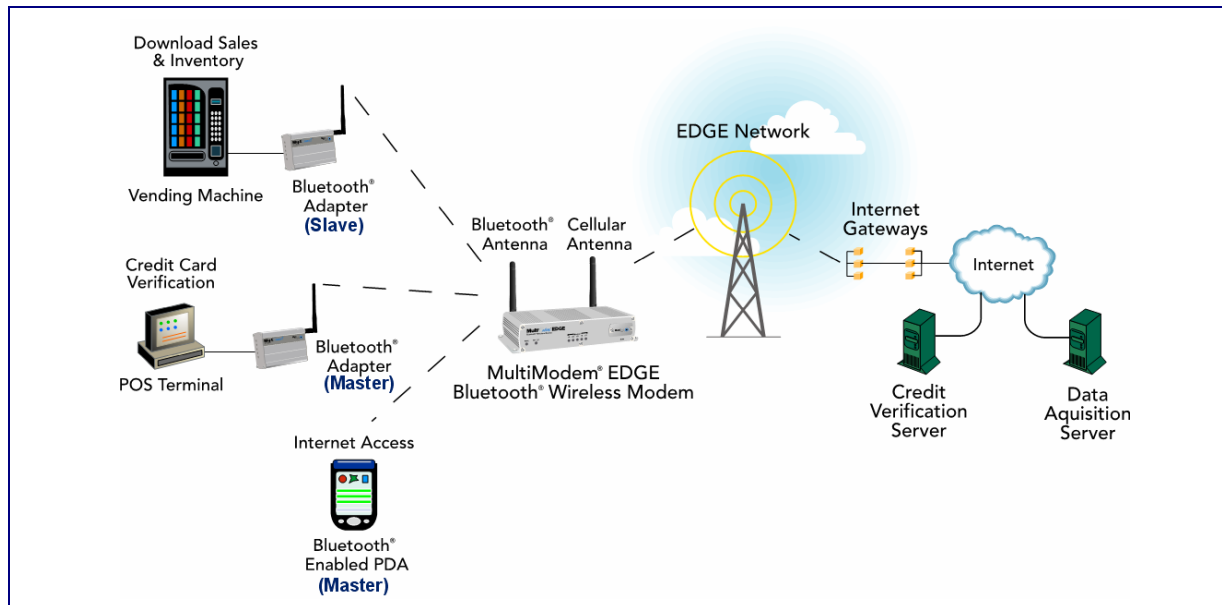 Download Sales
& Inventory
Vending Machine
Bluetooth® 
Adapter
(Slave)
Credit Card
Verification
POS Terminal
Bluetooth®
Adapter
(Master)
Internet Access
Bluetooth®
Enabled PDA
(Master)
Bluetooth®
Antenna
Cellular
Antenna
EDGE
MultiModem® EDGE
Bluetooth® Wireless Modem
EDGE Network
Internet
Gateways
Internet
Credit
Verification
Server
Data
Aquisition
Server